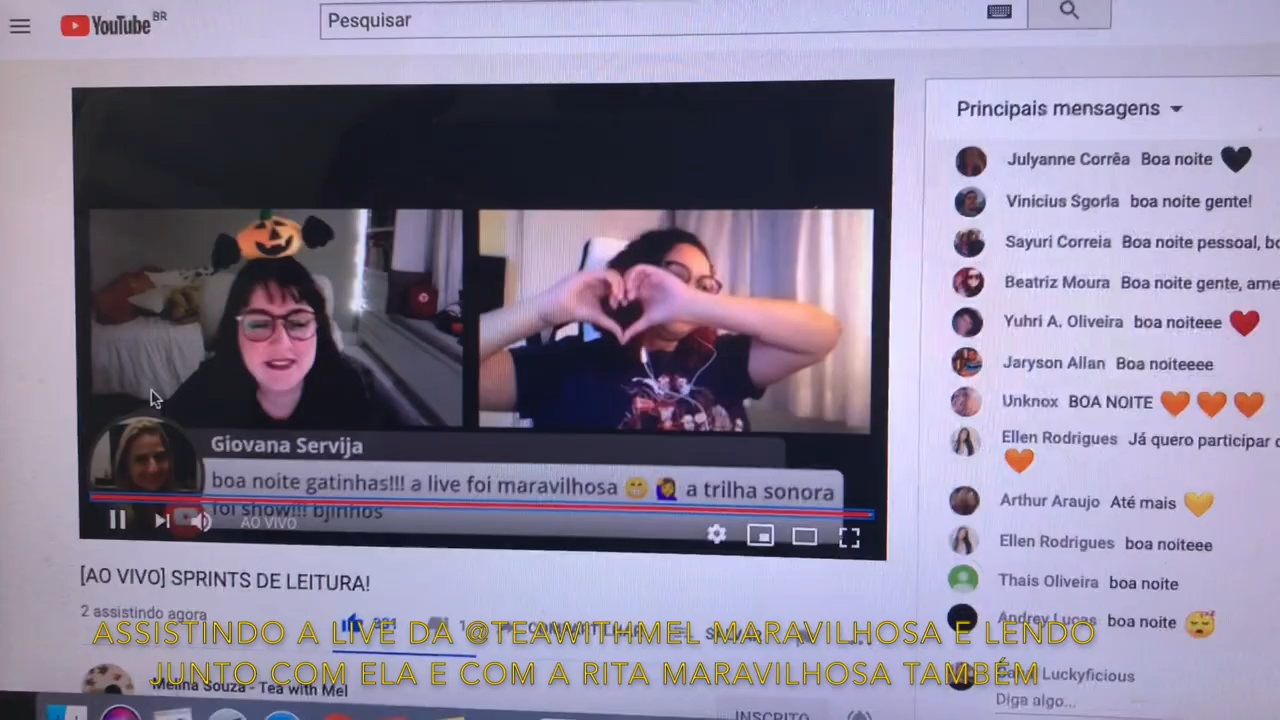 YouTube BR
Pesquisar
Principais mensagens
Julyanne Corrêa Boa noite 🖤
Vinicius Sgorla boa noite gente!
Sayuri Correia Boa noite pessoal,
Beatriz Moura Boa noite gente,
Yuhri A. Oliveira boa noiteee ❤️
Jaryson Allan Boa noiteeee
Unknox BOA NOITE 🧡🧡🧡
Ellen Rodrigues Já quero participar
🧡
Arthur Araujo Até mais 💛
Ellen Rodrigues boa noiteee
Thais Oliveira boa noite
Andrey Lucas boa noite 😴
Luckyficious
Diga algo...
Giovana Servija
boa noite gatinhas!!! a live foi maravilhosa 😁 🙋‍♀️ a trilha sonora
foi show!!! bjinhos
AO VIVO
[AO VIVO] SPRINTS DE LEITURA!
2 assistindo agora
ASSISTINDO A LIVE DA @TEAWITHMEL MARAVILHOSA E LENDO
JUNTO COM ELA E COM A RITA MARAVILHOSA TAMBÉM
Melina Souza - Tea with Mel
INSCRITO